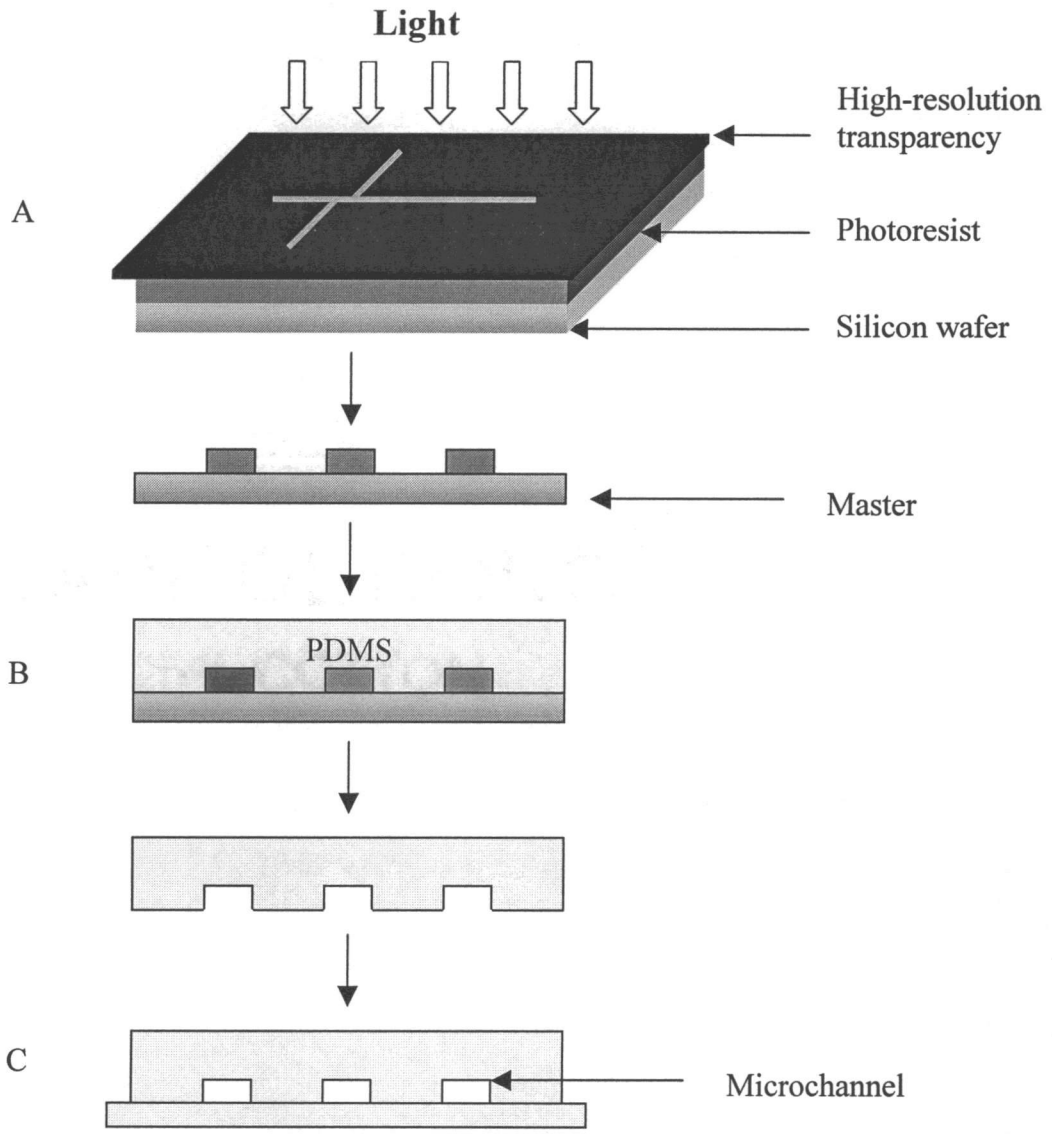 Light
High-resolution
transparency
A
Photoresist
Silicon wafer
Master
PDMS
B
C
Microchannel